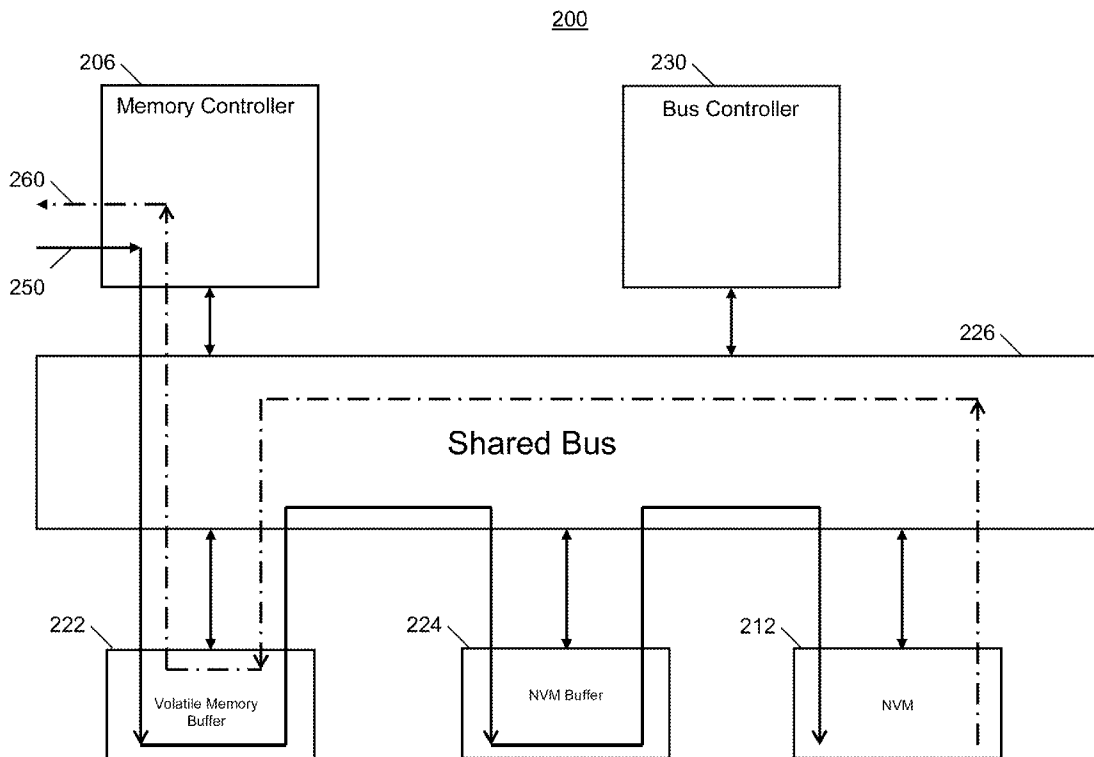 200
206
230
Memory Controller
Bus Controller
260
250
226
Shared Bus
222
224
212
Volatile Memory
Buffer
NVM Buffer
NVM